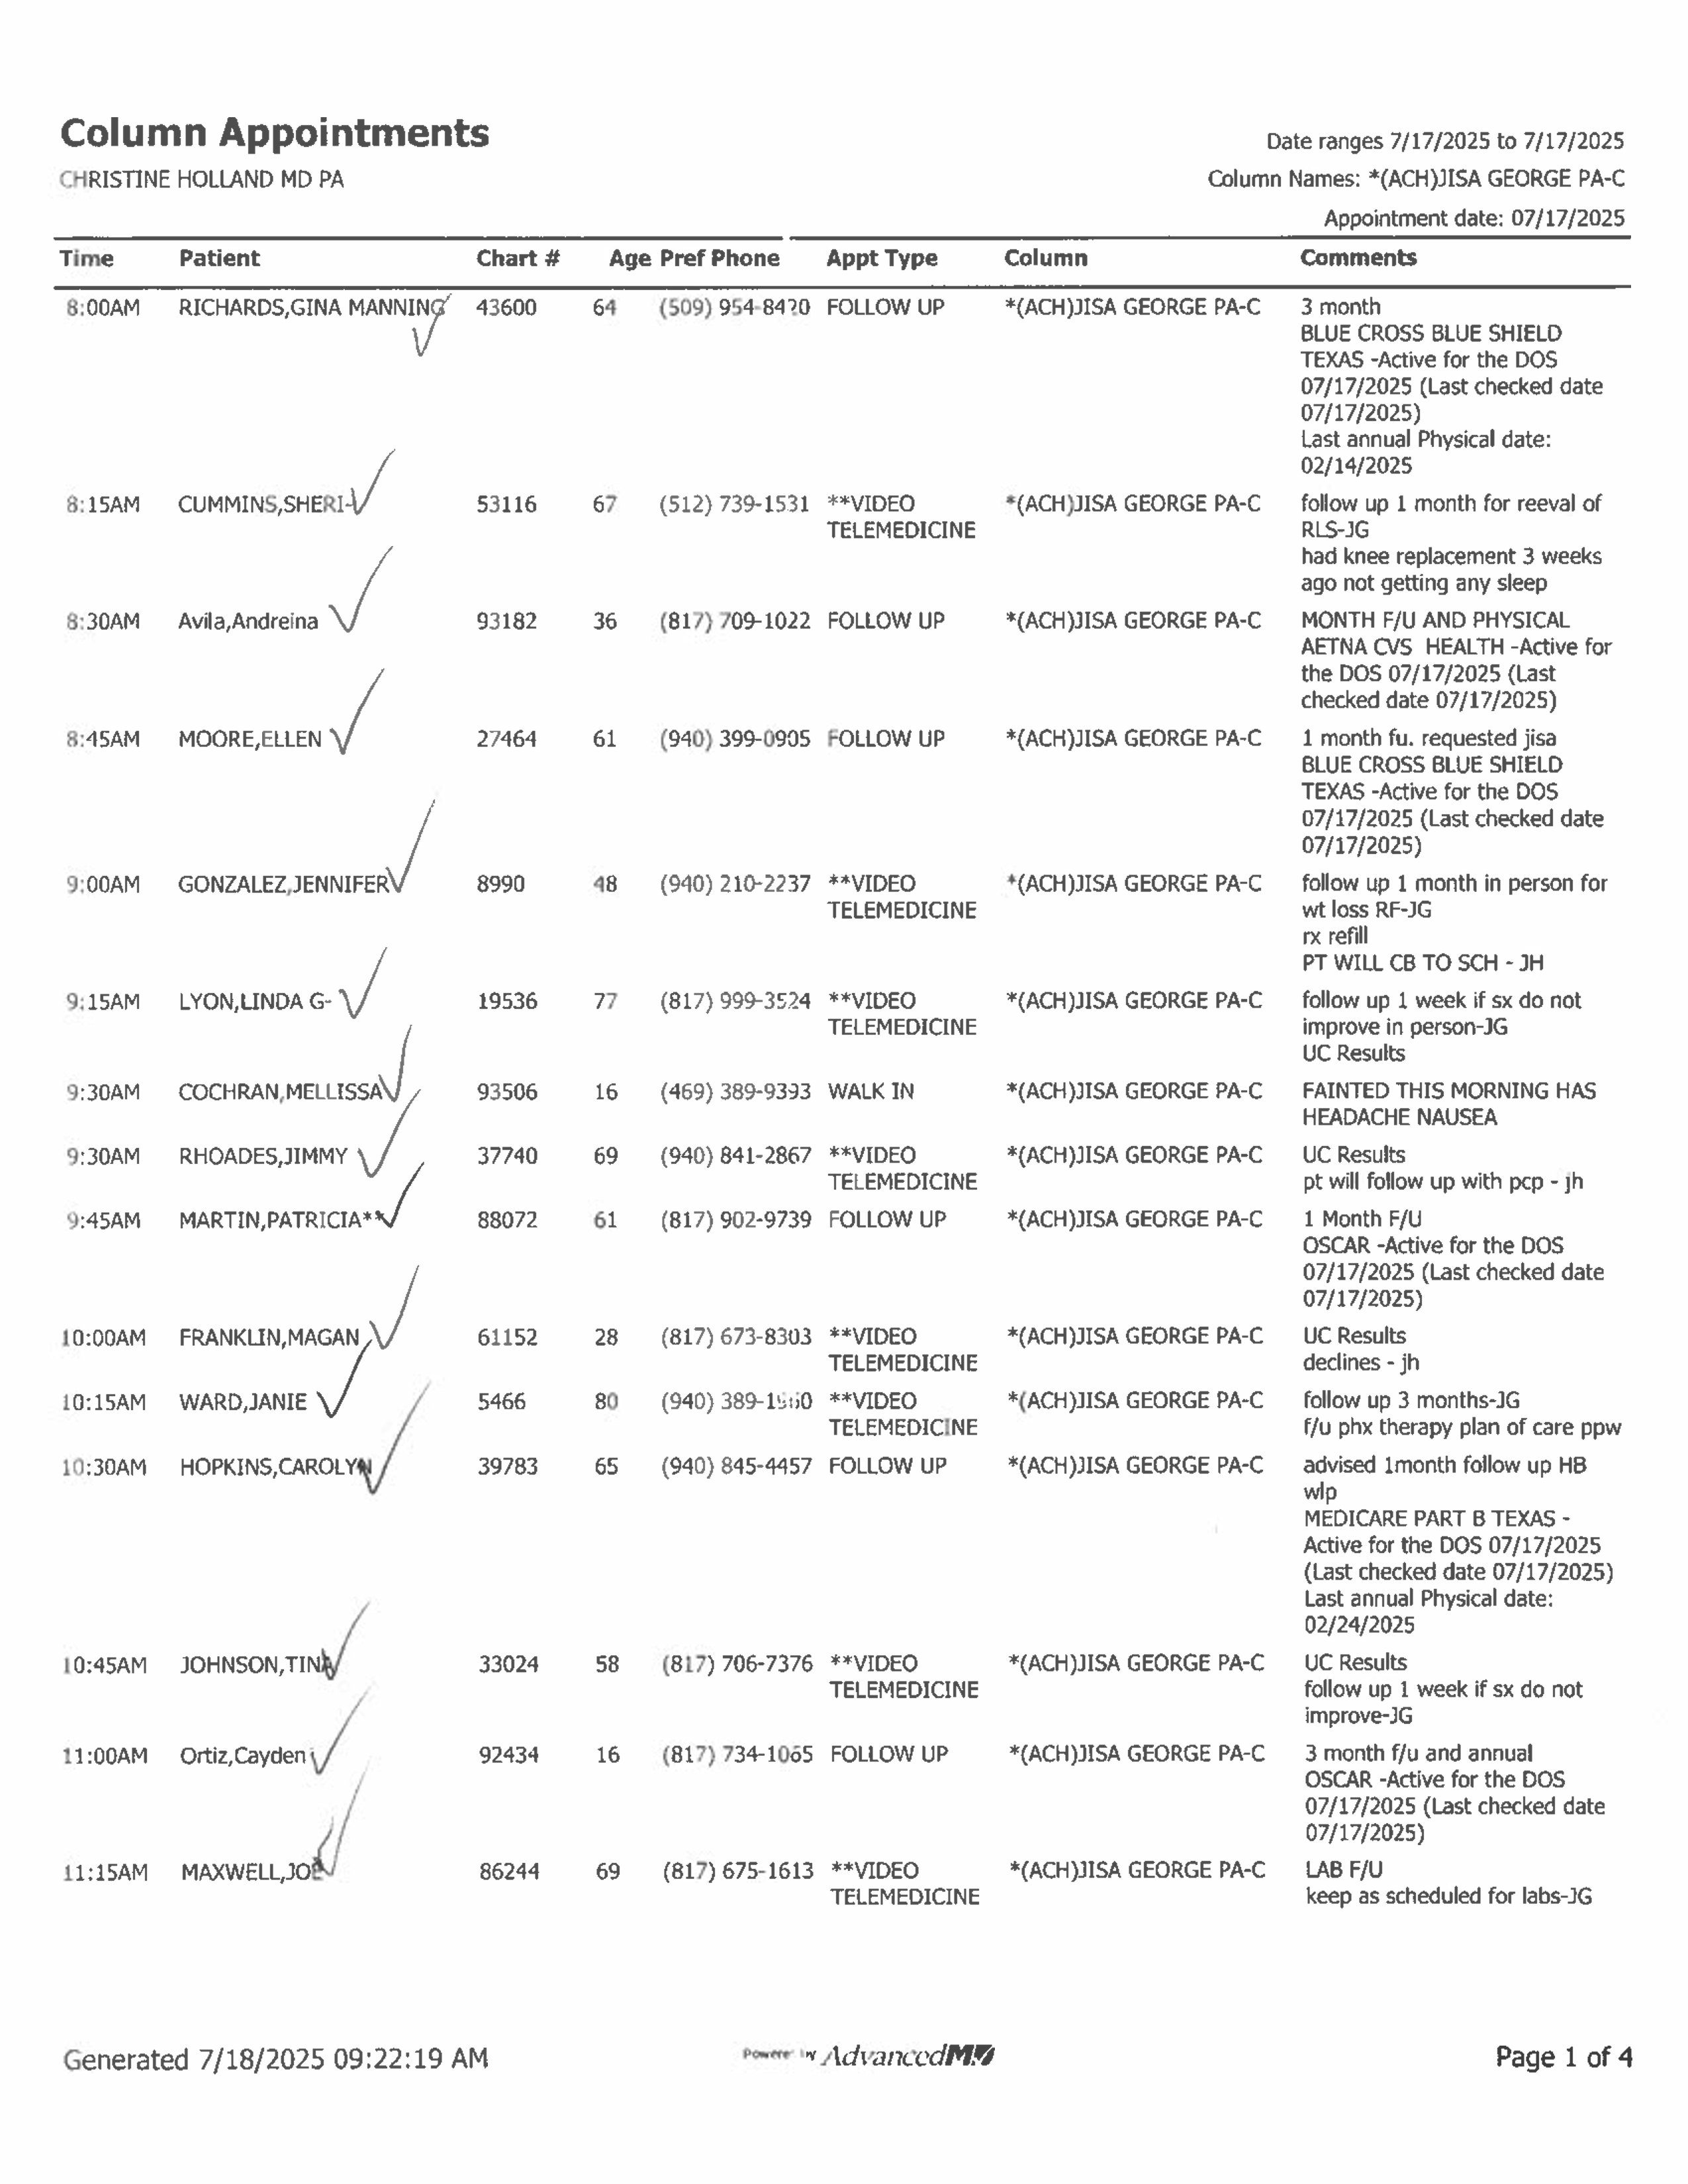 Column Appointments
CHRISTINE HOLLAND MD PA
Date ranges 7/17/2025 to 7/17/2025
Column Names: *(ACH)JISA GEORGE PA-C
Appointment date: 07/17/2025
Time Patient Chart # Age Pref Phone Appt Type Column Comments
8:00AM RICHARDS,GINA MANNING 43600 64 (509) FOLLOW UP *(ACH)JISA GEORGE PA-C 3 month
BLUE CROSS BLUE SHIELD
TEXAS -Active for the DOS
07/17/2025 (Last checked date
07/17/2025)
Last annual Physical date:
02/14/2025
8:15AM CUMMINS,SHERI- 53116 67 (512) 739-1531 **VIDEO *(ACH)JISA GEORGE PA-C follow up 1 month for reeval of
TELEMEDICINE RLS-JG
had knee replacement 3 weeks
ago not getting any sleep
8:30AM Avila,Andreina 93182 36 (817) 709-1022 FOLLOW UP *(ACH)JISA GEORGE PA-C MONTH F/U AND PHYSICAL
AETNA CVS HEALTH -Active for
the DOS 07/17/2025 (Last
checked date 07/17/2025)
8:45AM MOORE,ELLEN 27464 61 (940) 399-0905 FOLLOW UP *(ACH)JISA GEORGE PA-C 1 month fu. requested jisa
BLUE CROSS BLUE SHIELD
TEXAS -Active for the DOS
07/17/2025 (Last checked date
07/17/2025)
9:00AM GONZALEZ,JENNIFER 8990 48 (940) 210-2237 **VIDEO *(ACH)JISA GEORGE PA-C follow up 1 month in person for
TELEMEDICINE wt loss RF-JG
rx refill
PT WILL CB TO SCH - JH
9:15AM LYON,LINDA G- 19536 77 (817) 999-3524 **VIDEO *(ACH)JISA GEORGE PA-C follow up 1 week if sx do not
TELEMEDICINE improve in person-JG
UC Results
9:30AM COCHRAN,MELLISSA 93506 16 (469) 389-9393 WALK IN *(ACH)JISA GEORGE PA-C FAINTED THIS MORNING HAS
HEADACHE NAUSEA
9:30AM RHOADES,JIMMY 37740 69 (940) 841-2867 **VIDEO *(ACH)JISA GEORGE PA-C UC Results
TELEMEDICINE pt will follow up with pcp - jh
9:45AM MARTIN,PATRICIA** 88072 61 (817) 902-9739 FOLLOW UP *(ACH)JISA GEORGE PA-C 1 Month F/U
OSCAR -Active for the DOS
07/17/2025 (Last checked date
07/17/2025)
10:00AM FRANKLIN,MAGAN 61152 28 (817) 673-8303 **VIDEO *(ACH)JISA GEORGE PA-C UC Results
TELEMEDICINE declines - jh
10:15AM WARD,JANIE 5466 80 (940) **VIDEO *(ACH)JISA GEORGE PA-C follow up 3 months-JG
TELEMEDICINE f/u phx therapy plan of care ppw
10:30AM HOPKINS,CAROLYN 39783 65 (940) 845-4457 FOLLOW UP *(ACH)JISA GEORGE PA-C advised 1month follow up HB
wlp
MEDICARE PART B TEXAS -
Active for the DOS 07/17/2025
(Last checked date 07/17/2025)
Last annual Physical date:
02/24/2025
10:45AM JOHNSON,TINA 33024 58 (817) 706-7376 **VIDEO *(ACH)JISA GEORGE PA-C UC Results
TELEMEDICINE follow up 1 week if sx do not
improve-JG
11:00AM Ortiz,Cayden 92434 16 (817) 734-1065 FOLLOW UP *(ACH)JISA GEORGE PA-C 3 month f/u and annual
OSCAR -Active for the DOS
07/17/2025 (Last checked date
07/17/2025)
11:15AM MAXWELL,JOE 86244 69 (817) 675-1613 **VIDEO *(ACH)JISA GEORGE PA-C LAB F/U
TELEMEDICINE keep as scheduled for labs-JG
Generated 7/18/2025 09:22:19 AM
AdvancedMD
Page 1 of 4